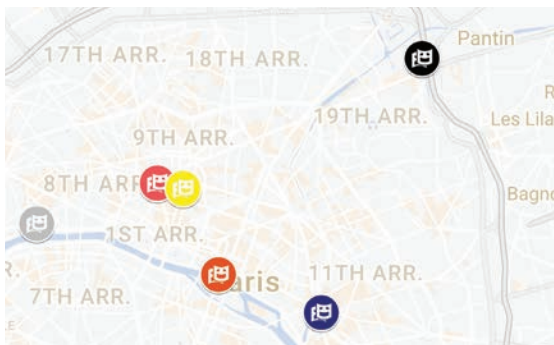 Pantin
17TH ARR.
18TH ARR.
19TH ARR.
Les Lila
R
9TH ARR.
8TH ARR
Bagno
1ST ARR.
R.
11TH ARR.
aris
7TH ARR.
LE